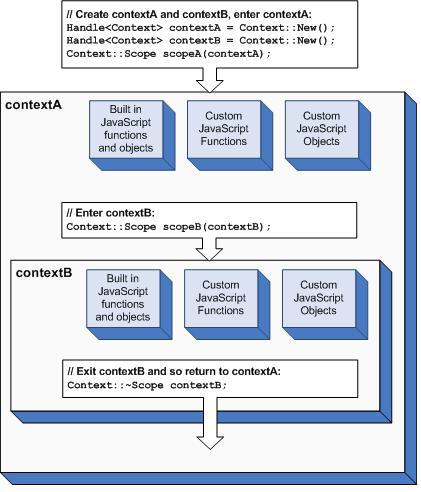 // Create contextA and contextB, enter contextA:
Handle<Context> contextA = Context::New();
Handle<Context> contextB = Context::New();
Context::Scope scopeA(contextA);
contextA
Built in
JavaScript
functions
and objects
Custom
JavaScript
Functions
Custom
JavaScript
Objects
// Enter contextB:
Context::Scope scopeB(contextB);
contextB
Built in
JavaScript
functions
and objects
Custom
JavaScript
Functions
Custom
JavaScript
Objects
// Exit contextB and so return to contextA:
Context::~Scope contextB;